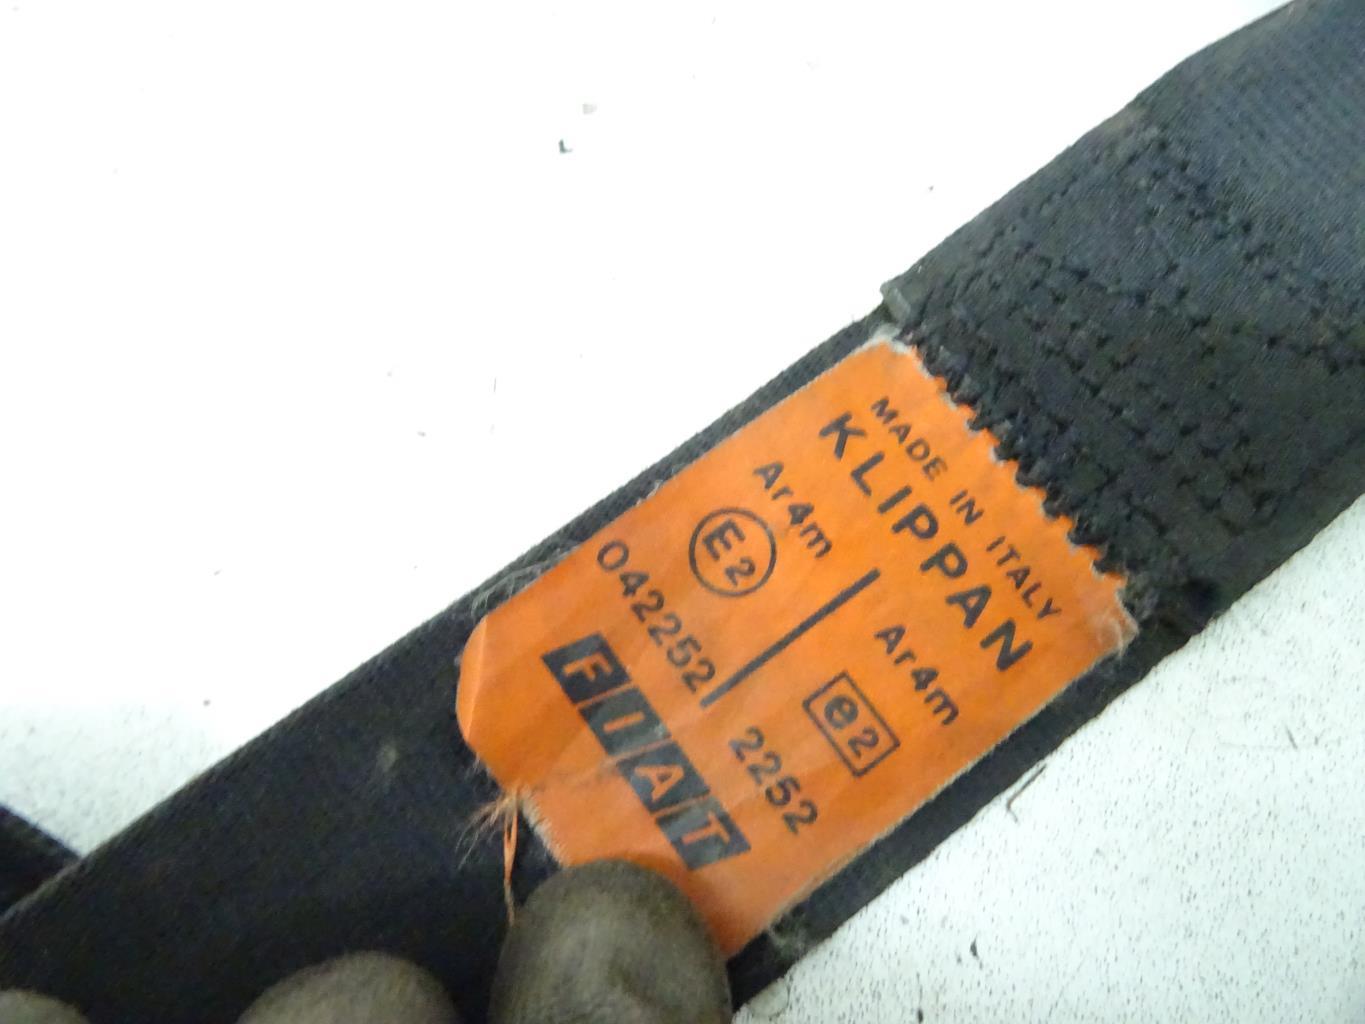 MADE IN ITALY
KLIPPAN
Ar4m
E2
042252
Ar4m
e2
2252
FIAT